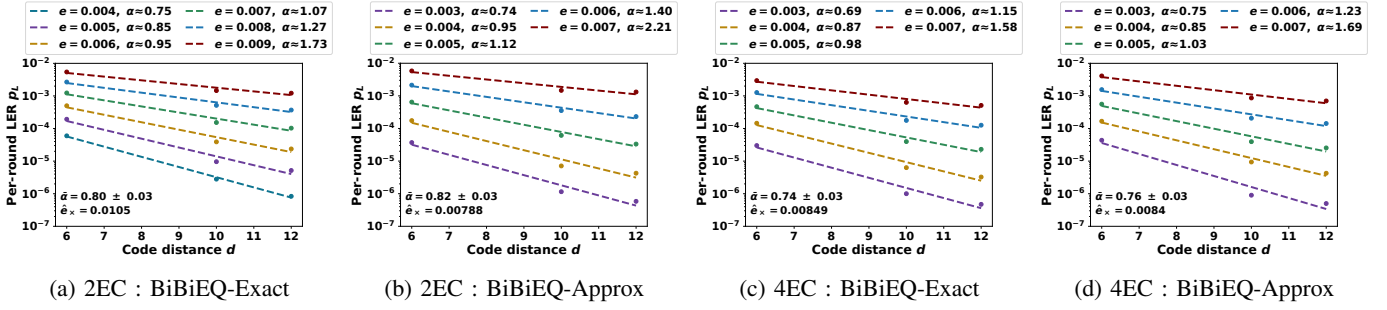 e = 0.004, α≈0.75
e = 0.005, α≈0.85
e = 0.006, α≈0.95
e = 0.007, α≈1.07
e = 0.008, α≈1.27
e = 0.009, α≈1.73
Per-round LER p_L
10⁻²
10⁻³
10⁻⁴
10⁻⁵
10⁻⁶
10⁻⁷
ᾱ = 0.80 ± 0.03
ê× = 0.0105
6 7 8 9 10 11 12
Code distance d
(a) 2EC : BiBiEQ-Exact
e = 0.003, α≈0.74
e = 0.004, α≈0.95
e = 0.005, α≈1.12
e = 0.006, α≈1.40
e = 0.007, α≈2.21
Per-round LER p_L
10⁻²
10⁻³
10⁻⁴
10⁻⁵
10⁻⁶
10⁻⁷
ᾱ = 0.82 ± 0.03
ê× = 0.00788
6 7 8 9 10 11 12
Code distance d
(b) 2EC : BiBiEQ-Approx
e = 0.003, α≈0.69
e = 0.004, α≈0.87
e = 0.005, α≈0.98
e = 0.006, α≈1.15
e = 0.007, α≈1.58
Per-round LER p_L
10⁻²
10⁻³
10⁻⁴
10⁻⁵
10⁻⁶
10⁻⁷
ᾱ = 0.74 ± 0.03
ê× = 0.00849
6 7 8 9 10 11 12
Code distance d
(c) 4EC : BiBiEQ-Exact
e = 0.003, α≈0.75
e = 0.004, α≈0.85
e = 0.005, α≈1.03
e = 0.006, α≈1.23
e = 0.007, α≈1.69
Per-round LER p_L
10⁻²
10⁻³
10⁻⁴
10⁻⁵
10⁻⁶
10⁻⁷
ᾱ = 0.76 ± 0.03
ê× = 0.0084
6 7 8 9 10 11 12
Code distance d
(d) 4EC : BiBiEQ-Approx